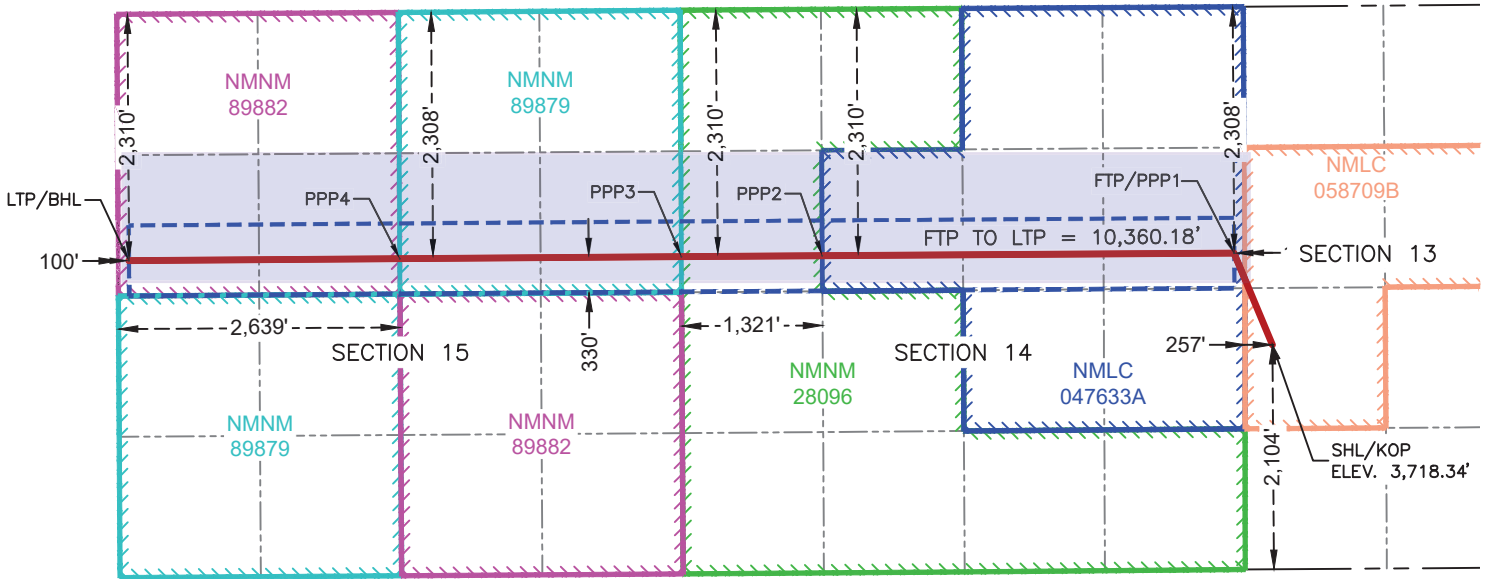 NMNM
89882
NMNM
89879
2,310'
2,308'
2,310'
2,310'
2,308'
NMLC
058709B
LTP/BHL
PPP4
PPP3
PPP2
FTP/PPP1
FTP TO LTP = 10,360.18'
100'
SECTION 13
2,639'
1,321'
330'
257'
SECTION 15
SECTION 14
NMNM
28096
NMLC
047633A
NMNM
89879
NMNM
89882
2,104'
SHL/KOP
ELEV. 3,718.34'